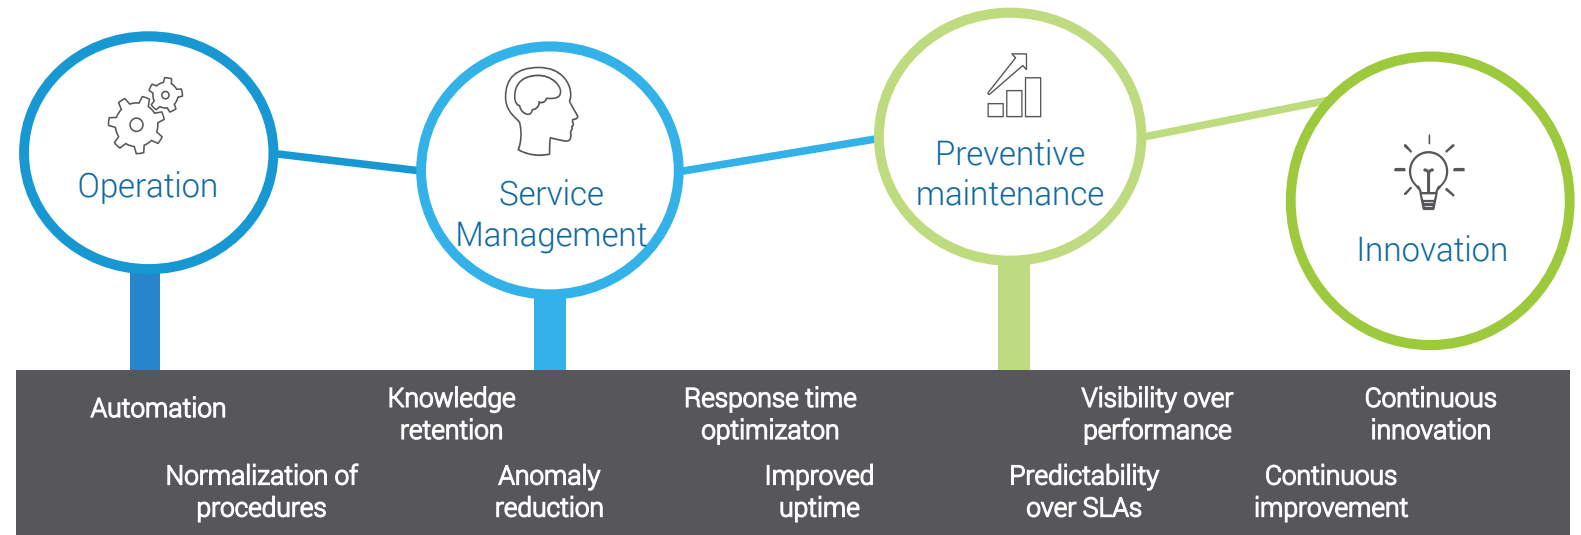 Operation
Service
Management
Preventive
maintenance
Innovation
Automation
Knowledge
retention
Response time
optimizaton
Visibility over
performance
Continuous
innovation
Normalization of
procedures
Anomaly
reduction
Improved
uptime
Predictability
over SLAs
Continuous
improvement